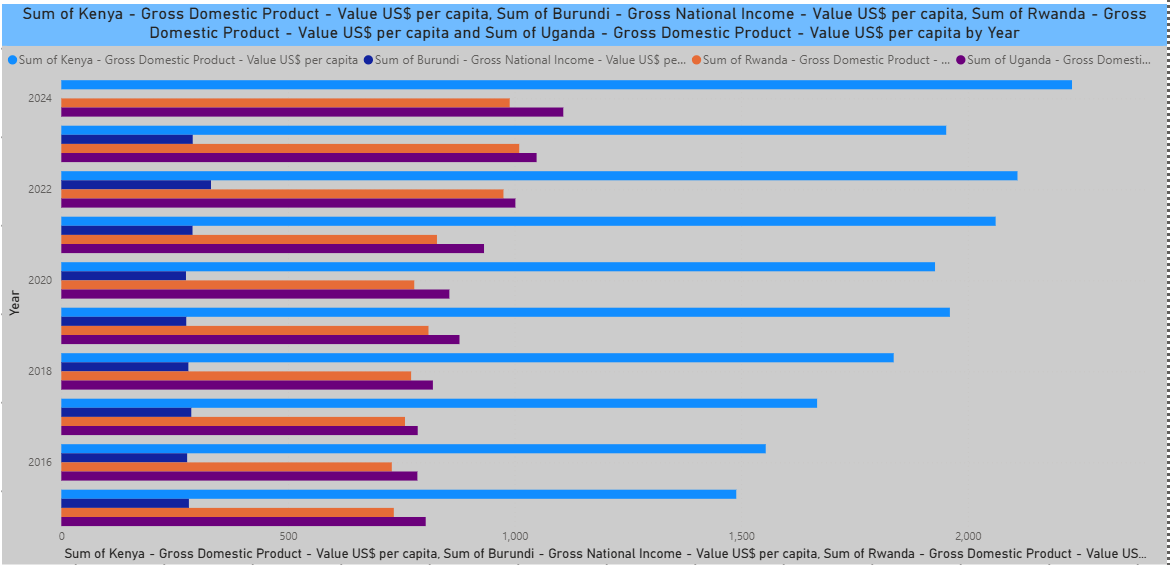 Sum of Kenya - Gross Domestic Product - Value US$ per capita, Sum of Burundi - Gross National Income - Value US$ per capita, Sum of Rwanda - Gross
Domestic Product - Value US$ per capita and Sum of Uganda - Gross Domestic Product - Value US$ per capita by Year
Sum of Kenya - Gross Domestic Product - Value US$ per capita Sum of Burundi - Gross National Income - Value US$ pe... Sum of Rwanda - Gross Domestic Product - ... Sum of Uganda - Gross Domesti...
2024
2022
2020
Year
2018
2016
0 500 1,000 1,500 2,000
Sum of Kenya - Gross Domestic Product - Value US$ per capita, Sum of Burundi - Gross National Income - Value US$ per capita, Sum of Rwanda - Gross Domestic Product - Value US...